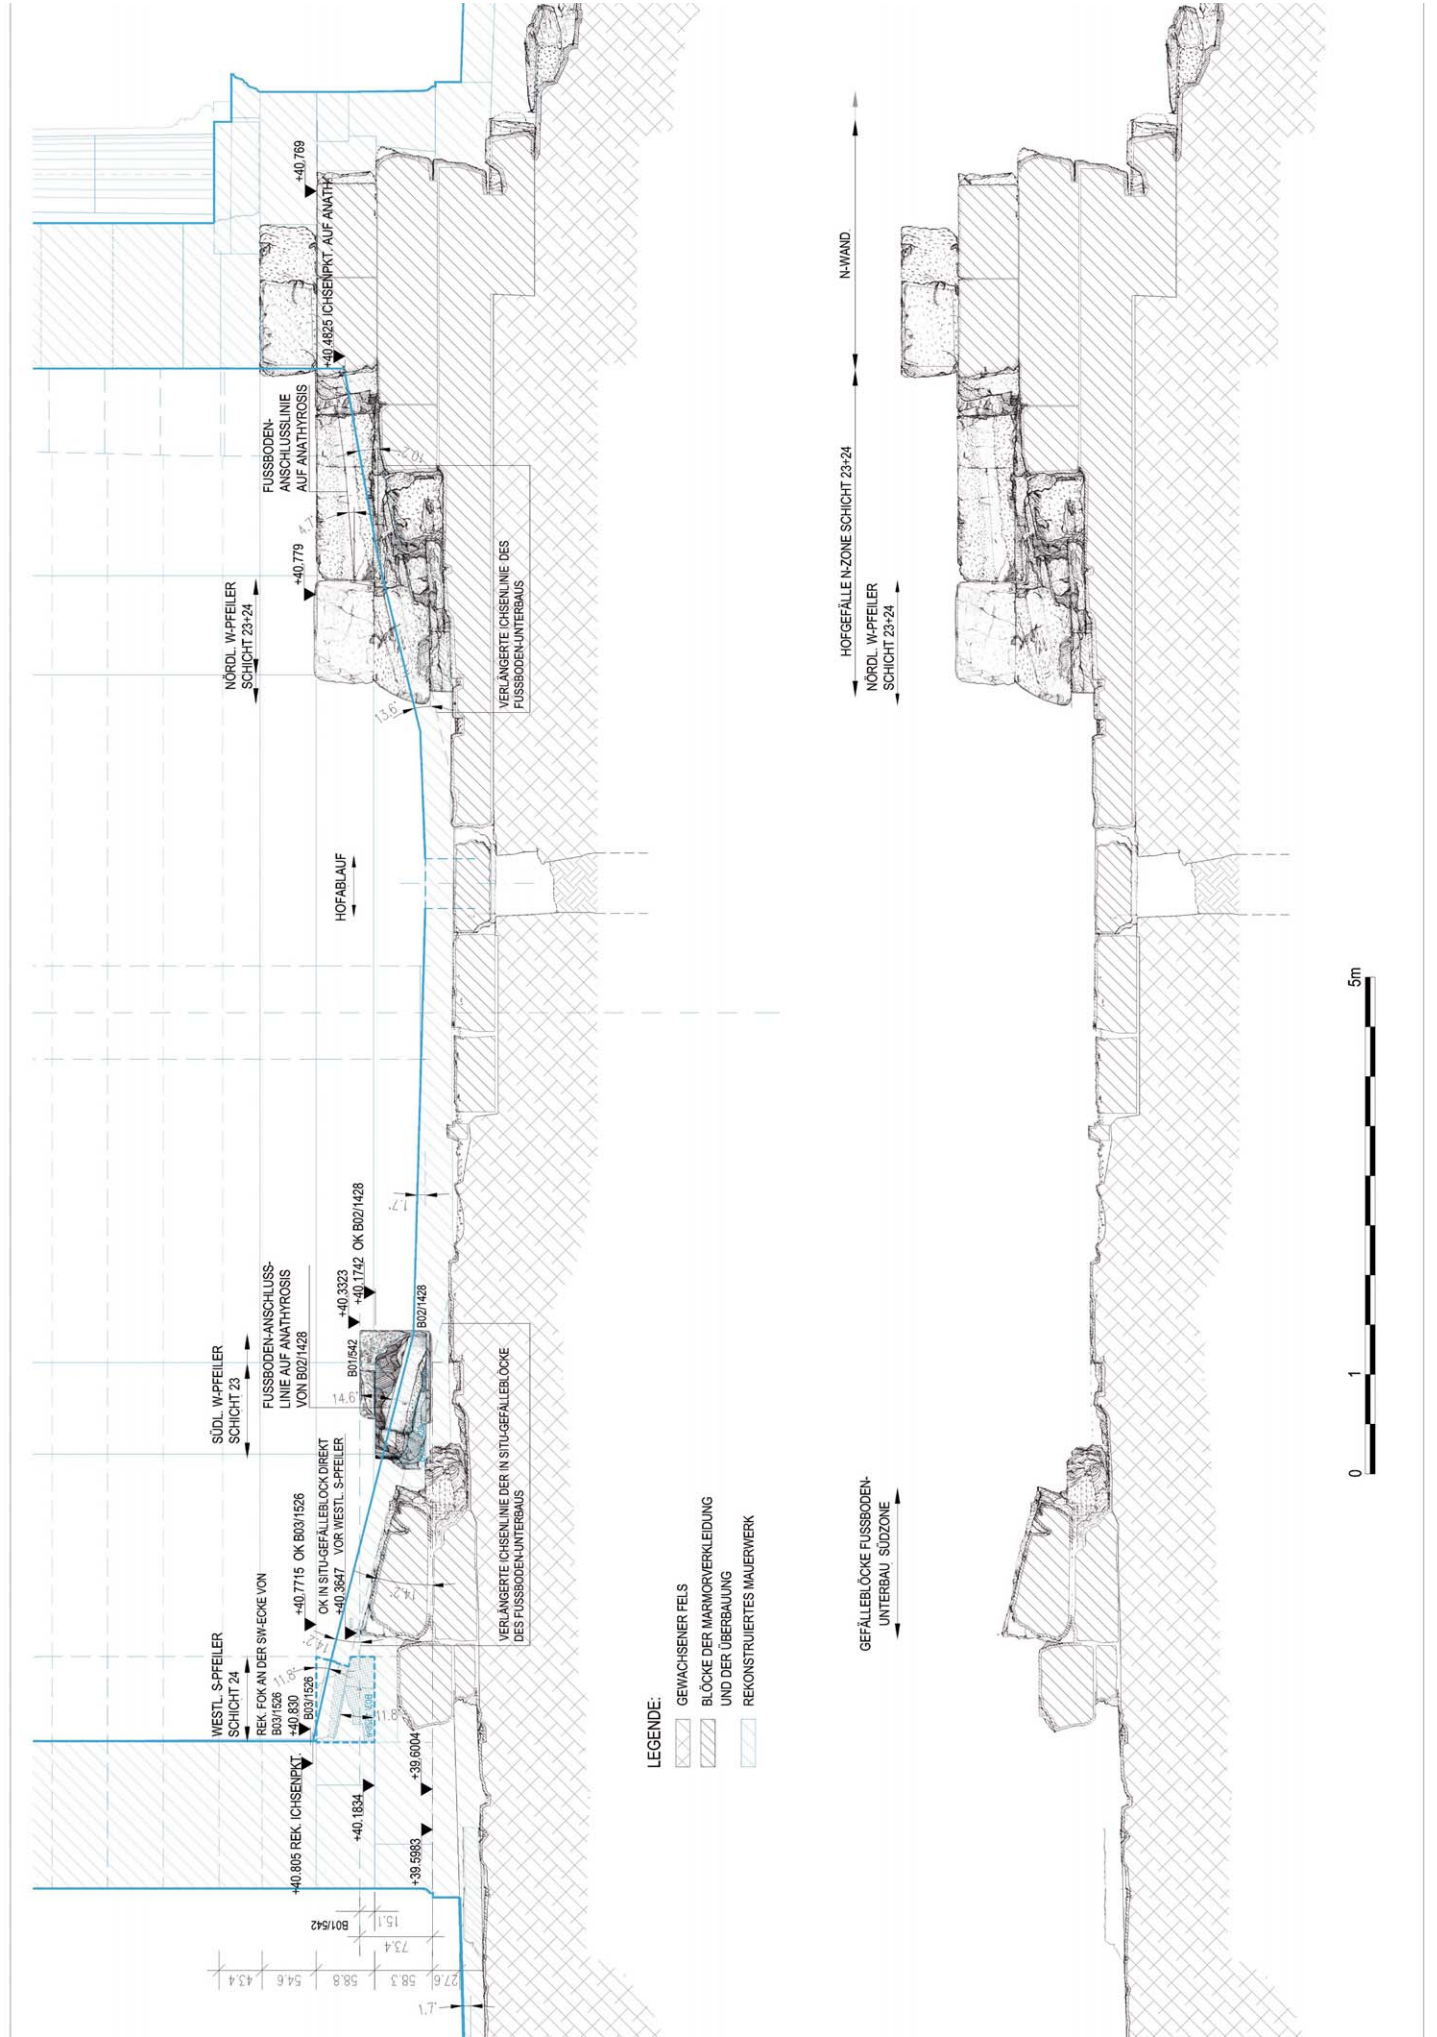 +40.769
+40.4825 ICHSENPKT. AUF ANATH.
FUSSBODEN-
ANSCHLUSSLINIE
AUF ANATHYROSIS
10.2°
4.7°
+40.779
NÖRDL. W-PFEILER
SCHICHT 23+24
VERLÄNGERTE ICHSENLINIE DES
FUSSBODEN-UNTERBAUS
13.6°
HOFABLAUF
1.7°
+40.3323
+40.1742 OK B02/1428
B01/542
B02/1428
FUSSBODEN-ANSCHLUSS-
LINIE AUF ANATHYROSIS
VON B02/1428
SÜDL. W-PFEILER
SCHICHT 23
14.6°
VERLÄNGERTE ICHSENLINIE DER IN SITU-GEFÄLLEBLÖCKE
DES FUSSBODEN-UNTERBAUS
14.2°
+40.7715 OK B03/1526
OK IN SITU-GEFÄLLEBLOCK DIREKT
+40.3647 VOR WESTL. S-PFEILER
14.2°
WESTL. S-PFEILER
SCHICHT 24
REK. FOK AN DER SW-ECKE VON
B03/1526
+40.830
B03/1526
11.8°
11.8°
+40.805 REK. ICHSENPKT.
+40.1834
+39.6004
+39.5983
B01/542
15.1
73.4
43.4
54.6
58.8
58.3
27.6
1.7°
N-WAND
HOFGEFÄLLE N-ZONE SCHICHT 23+24
NÖRDL. W-PFEILER
SCHICHT 23+24
GEFÄLLEBLÖCKE FUSSBODEN-
UNTERBAU SÜDZONE
LEGENDE:
GEWACHSENER FELS
BLÖCKE DER MARMORVERKLEIDUNG
UND DER ÜBERBAUUNG
REKONSTRUIERTES MAUERWERK
0 1 5m